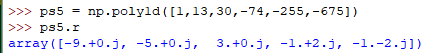 >>> ps5 = np.poly1d([1,13,30,-74,-255,-675])
>>> ps5.r
array([-9.+0.j, -5.+0.j,  3.+0.j, -1.+2.j, -1.-2.j])